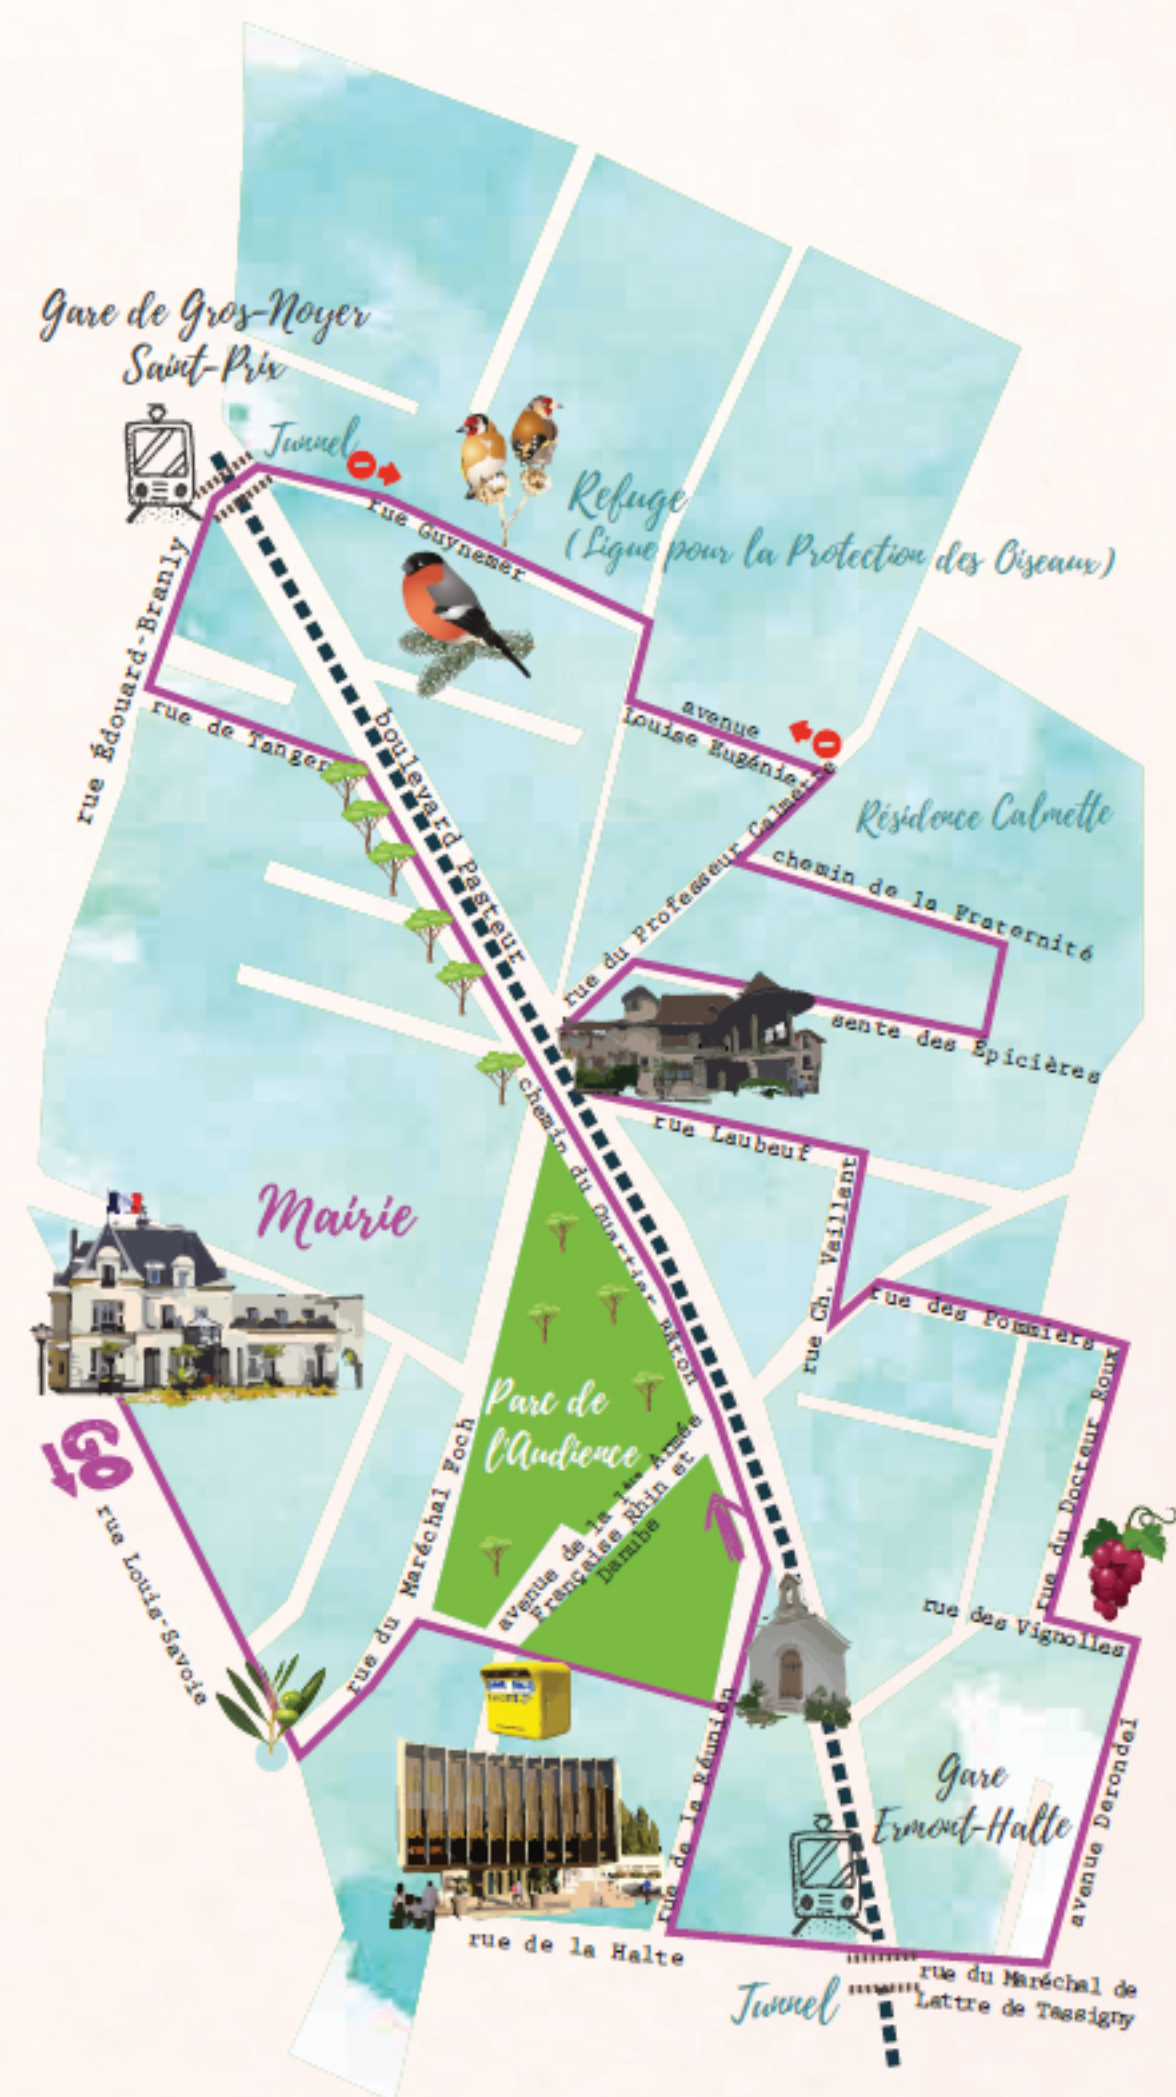 Gare de Gros-Noyer
Saint-Prix
Tunnel
rue Guynemer
Refuge
(Ligue pour la Protection des Oiseaux)
rue Édouard-Branly
rue de Tanger
boulevard Pasteur
avenue
Louise Eugénie
rue du Professeur Calmette
Résidence Calmette
chemin de la Fraternité
sente des Épicières
rue Laubeuf
chemin du Quartier Bâton
Mairie
rue Ch. Vaillant
rue des Pommiers
rue du Docteur Roux
Parc de
l'Audience
rue du Maréchal Foch
avenue de la 1ère Armée
Française Rhin et
Danube
GO
rue Louis-Savoie
rue des Vignolles
Gare
Ermont-Halte
avenue Derondel
rue de la Réunion
rue de la Halte
Tunnel
rue du Maréchal de
Lattre de Tassigny